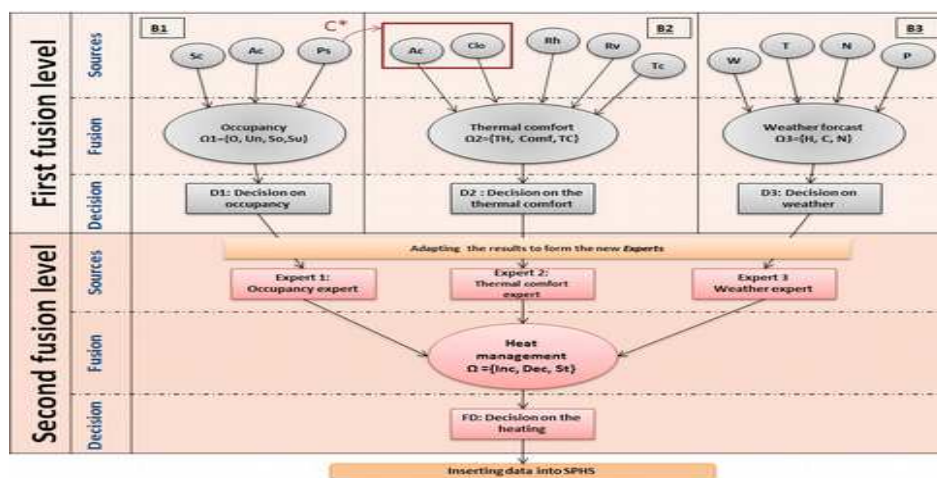 First fusion level
Sources
Fusion
Decision
B1
Sc
Ac
Ps
C*
Occupancy
Ω1={O, Un, So,Su}
D1: Decision on
occupancy
B2
Ac
Clo
Rh
Rv
Tc
Thermal comfort
Ω2={TH, Comf, TC}
D2 : Decision on the
thermal comfort
B3
W
T
N
P
Weather forcast
Ω3={H, C, N}
D3: Decision on
weather
Second fusion level
Sources
Fusion
Decision
Adapting the results to form the new Experts
Expert 1:
Occupancy expert
Expert 2:
Thermal comfort
expert
Expert 3
Weather expert
Heat
management
Ω ={Inc, Dec, St}
FD: Decision on the
heating
Inserting data into SPHS